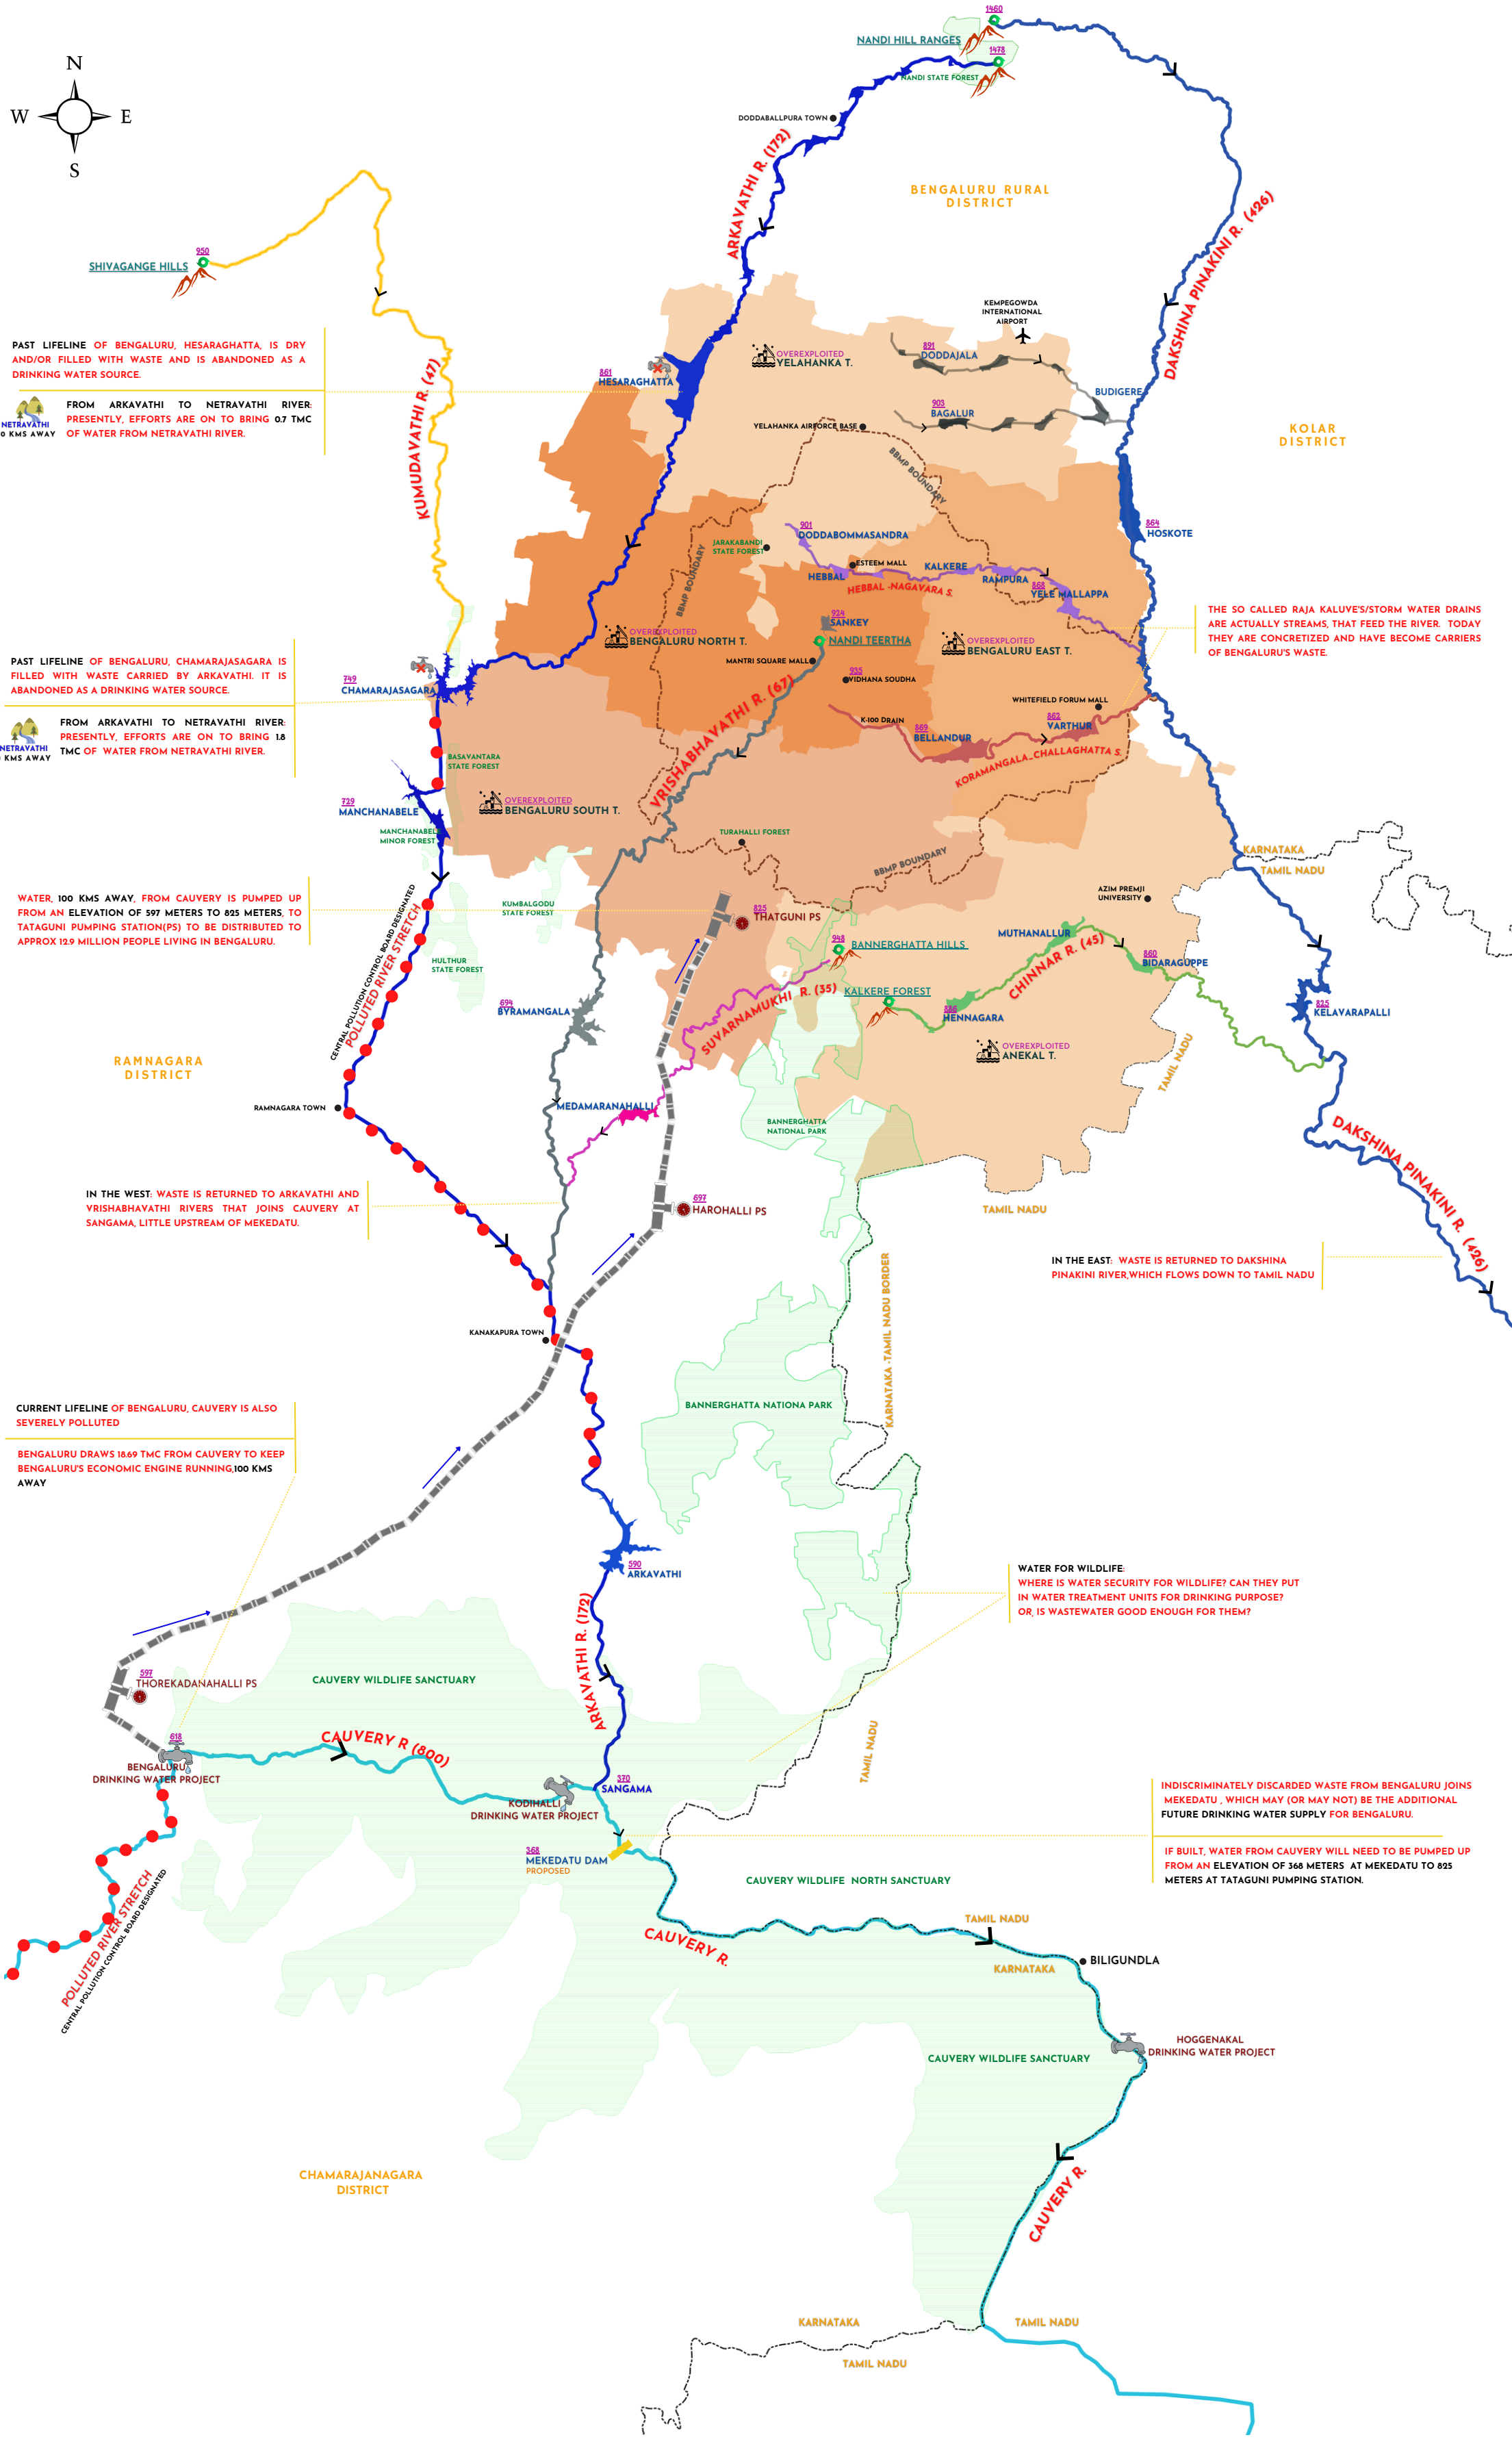 1460
NANDI HILL RANGES
1478
NANDI STATE FOREST
N
W E
S
DODDABALLPURA TOWN
ARKAVATHI R. (172)
BENGALURU RURAL
DISTRICT
DAKSHINA PINAKINI R. (426)
950
SHIVAGANGE HILLS
KEMPEGOWDA
INTERNATIONAL
AIRPORT
PAST LIFELINE OF BENGALURU, HESARAGHATTA, IS DRY
AND/OR FILLED WITH WASTE AND IS ABANDONED AS A
DRINKING WATER SOURCE.
FROM ARKAVATHI TO NETRAVATHI RIVER:
PRESENTLY, EFFORTS ARE ON TO BRING 0.7 TMC
OF WATER FROM NETRAVATHI RIVER.
NETRAVATHI
0 KMS AWAY
KUMUDAVATHI R. (47)
861
HESARAGHATTA
OVEREXPLOITED
YELAHANKA T.
891
DODDAJALA
BUDIGERE
903
BAGALUR
YELAHANKA AIRFORCE BASE
BBMP BOUNDARY
KOLAR
DISTRICT
864
HOSKOTE
901
DODDABOMMASANDRA
JARAKABANDI
STATE FOREST
ESTEEM MALL
HEBBAL
KALKERE
RAMPURA
HEBBAL -NAGAVARA S.
868
YELE MALLAPPA
BBMP BOUNDARY
924
SANKEY
NANDI TEERTHA
OVEREXPLOITED
BENGALURU NORTH T.
OVEREXPLOITED
BENGALURU EAST T.
MANTRI SQUARE MALL
935
VIDHANA SOUDHA
THE SO CALLED RAJA KALUVE'S/STORM WATER DRAINS
ARE ACTUALLY STREAMS, THAT FEED THE RIVER. TODAY
THEY ARE CONCRETIZED AND HAVE BECOME CARRIERS
OF BENGALURU'S WASTE.
PAST LIFELINE OF BENGALURU, CHAMARAJASAGARA IS
FILLED WITH WASTE CARRIED BY ARKAVATHI. IT IS
ABANDONED AS A DRINKING WATER SOURCE.
FROM ARKAVATHI TO NETRAVATHI RIVER:
PRESENTLY, EFFORTS ARE ON TO BRING 1.8
TMC OF WATER FROM NETRAVATHI RIVER.
NETRAVATHI
KMS AWAY
749
CHAMARAJASAGARA
VRISHABHAVATHI R. (67)
K-100 DRAIN
WHITEFIELD FORUM MALL
862
VARTHUR
869
BELLANDUR
KORAMANGALA_CHALLAGHATTA S.
BASAVANTARA
STATE FOREST
729
MANCHANABELE
OVEREXPLOITED
BENGALURU SOUTH T.
MANCHANABELE
MINOR FOREST
TURAHALLI FOREST
BBMP BOUNDARY
KARNATAKA
TAMIL NADU
AZIM PREMJI
UNIVERSITY
WATER, 100 KMS AWAY, FROM CAUVERY IS PUMPED UP
FROM AN ELEVATION OF 597 METERS TO 825 METERS, TO
TATAGUNI PUMPING STATION(PS) TO BE DISTRIBUTED TO
APPROX 12.9 MILLION PEOPLE LIVING IN BENGALURU.
CENTRAL POLLUTION CONTROL BOARD DESIGNATED
POLLUTED RIVER STRETCH
KUMBALGODU
STATE FOREST
HULTHUR
STATE FOREST
825
THATGUNI PS
948
BANNERGHATTA HILLS
KALKERE FOREST
MUTHANALLUR
CHINNAR R. (45)
860
BIDARAGUPPE
886
HENNAGARA
SUVARNAMUKHI R. (35)
694
BYRAMANGALA
OVEREXPLOITED
ANEKAL T.
825
KELAVARAPALLI
TAMIL NADU
RAMNAGARA
DISTRICT
RAMNAGARA TOWN
MEDAMARANAHALLI
BANNERGHATTA
NATIONAL PARK
DAKSHINA PINAKINI R. (426)
IN THE WEST: WASTE IS RETURNED TO ARKAVATHI AND
VRISHABHAVATHI RIVERS THAT JOINS CAUVERY AT
SANGAMA, LITTLE UPSTREAM OF MEKEDATU.
697
HAROHALLI PS
TAMIL NADU
IN THE EAST: WASTE IS RETURNED TO DAKSHINA
PINAKINI RIVER,WHICH FLOWS DOWN TO TAMIL NADU
KARNATAKA -TAMIL NADU BORDER
KANAKAPURA TOWN
BANNERGHATTA NATIONA PARK
CURRENT LIFELINE OF BENGALURU, CAUVERY IS ALSO
SEVERELY POLLUTED
BENGALURU DRAWS 18.69 TMC FROM CAUVERY TO KEEP
BENGALURU'S ECONOMIC ENGINE RUNNING,100 KMS
AWAY
590
ARKAVATHI
WATER FOR WILDLIFE:
WHERE IS WATER SECURITY FOR WILDLIFE? CAN THEY PUT
IN WATER TREATMENT UNITS FOR DRINKING PURPOSE?
OR, IS WASTEWATER GOOD ENOUGH FOR THEM?
ARKAVATHI R. (172)
597
THOREKADANAHALLI PS
CAUVERY WILDLIFE SANCTUARY
618
BENGALURU
DRINKING WATER PROJECT
CAUVERY R (800)
TAMIL NADU
370
SANGAMA
KODIHALLI
DRINKING WATER PROJECT
368
MEKEDATU DAM
PROPOSED
INDISCRIMINATELY DISCARDED WASTE FROM BENGALURU JOINS
MEKEDATU , WHICH MAY (OR MAY NOT) BE THE ADDITIONAL
FUTURE DRINKING WATER SUPPLY FOR BENGALURU.
IF BUILT, WATER FROM CAUVERY WILL NEED TO BE PUMPED UP
FROM AN ELEVATION OF 368 METERS AT MEKEDATU TO 825
METERS AT TATAGUNI PUMPING STATION.
POLLUTED RIVER STRETCH
CENTRAL POLLUTION CONTROL BOARD DESIGNATED
CAUVERY WILDLIFE NORTH SANCTUARY
CAUVERY R.
TAMIL NADU
KARNATAKA
BILIGUNDLA
HOGGENAKAL
DRINKING WATER PROJECT
CAUVERY WILDLIFE SANCTUARY
CHAMARAJANAGARA
DISTRICT
CAUVERY R.
KARNATAKA
TAMIL NADU
TAMIL NADU